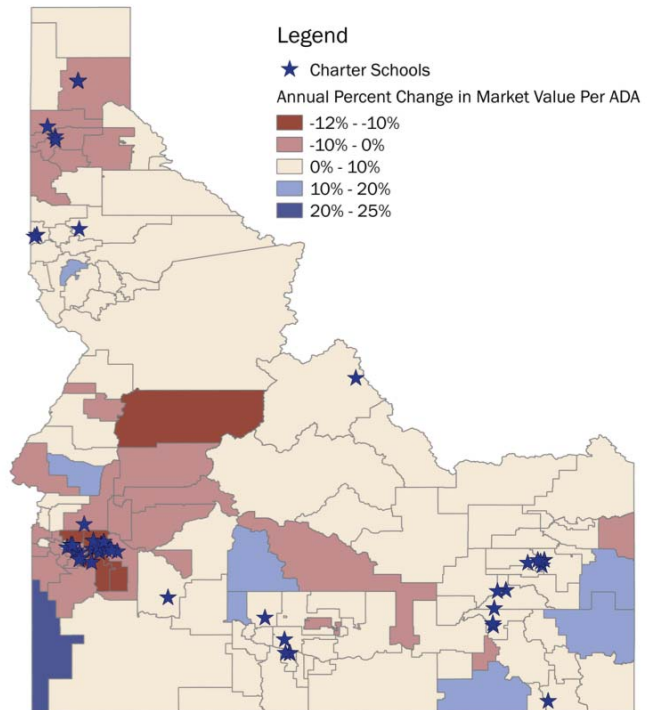 Legend
Charter Schools
Annual Percent Change in Market Value Per ADA
-12% - -10%
-10% - 0%
0% - 10%
10% - 20%
20% - 25%